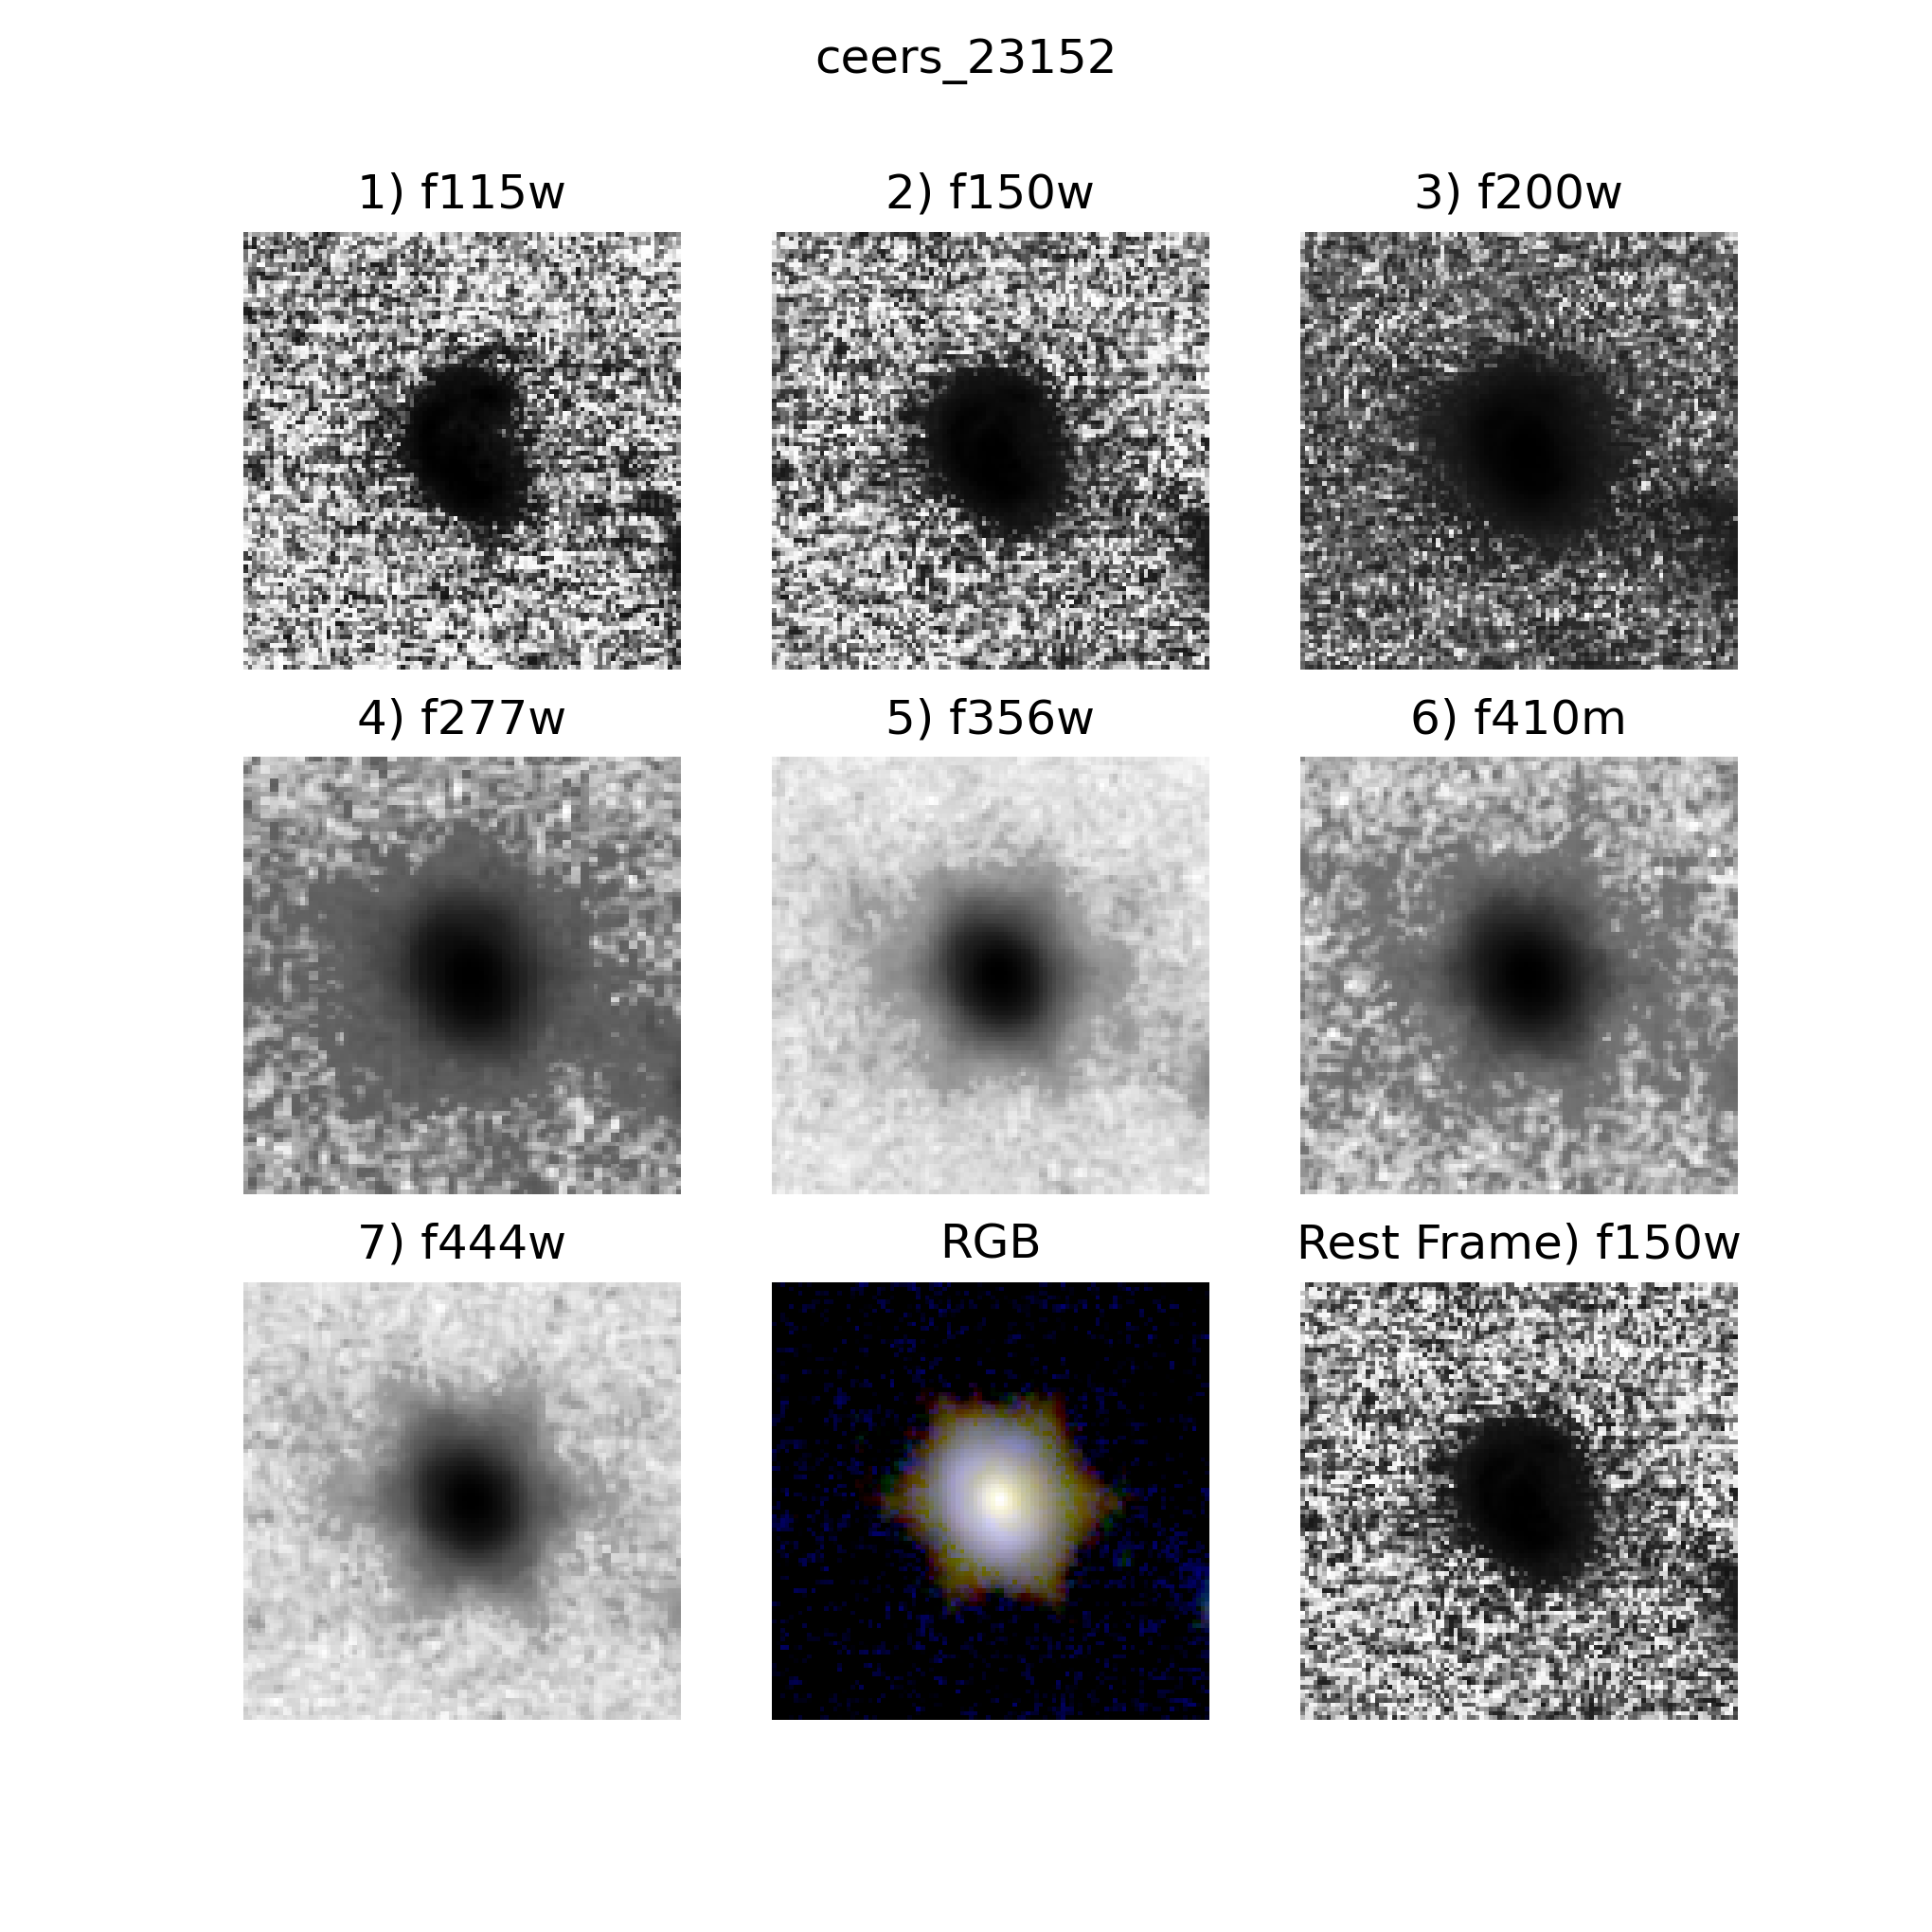 ceers_23152
1) f115w
2) f150w
3) f200w
4) f277w
5) f356w
6) f410m
7) f444w
RGB
Rest Frame) f150w